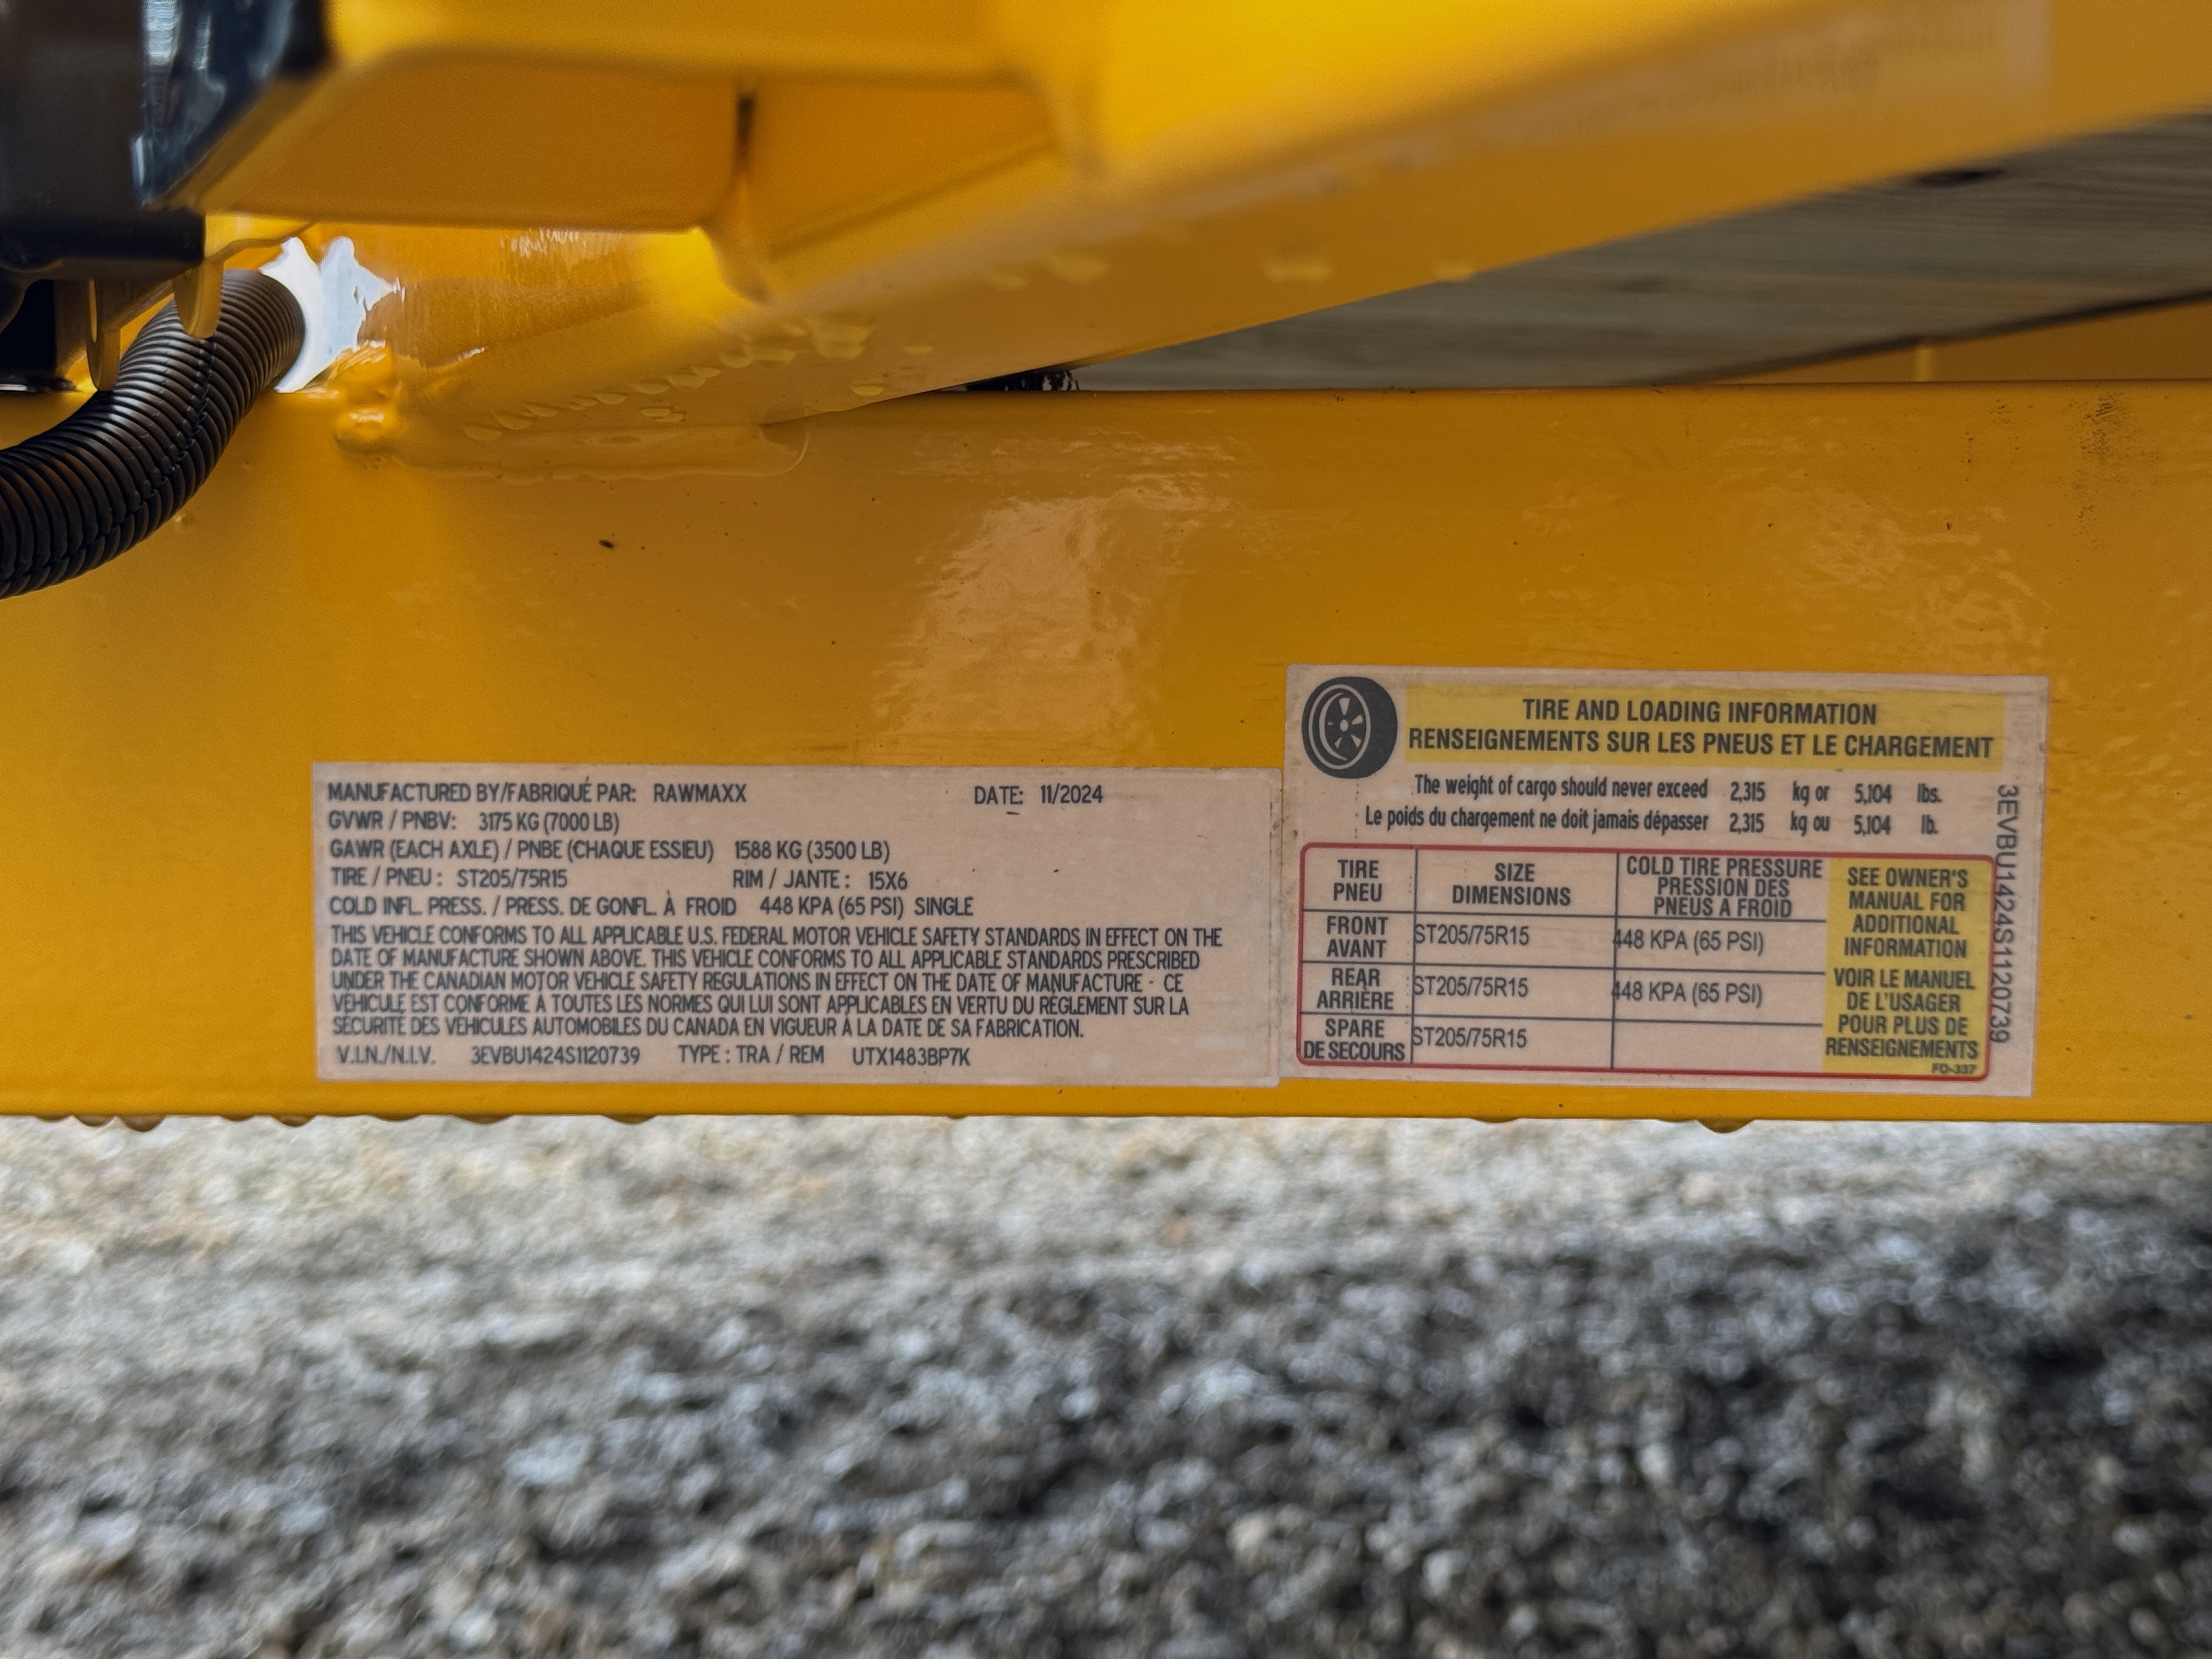 MANUFACTURED BY/FABRIQUÉ PAR: RAWMAXX DATE: 11/2024
GVWR / PNBV: 3175 KG (7000 LB)
GAWR (EACH AXLE) / PNBE (CHAQUE ESSIEU) 1588 KG (3500 LB)
TIRE / PNEU : ST205/75R15 RIM / JANTE : 15X6
COLD INFL. PRESS. / PRESS. DE GONFL. À FROID 448 KPA (65 PSI) SINGLE
THIS VEHICLE CONFORMS TO ALL APPLICABLE U.S. FEDERAL MOTOR VEHICLE SAFETY STANDARDS IN EFFECT ON THE
DATE OF MANUFACTURE SHOWN ABOVE. THIS VEHICLE CONFORMS TO ALL APPLICABLE STANDARDS PRESCRIBED
UNDER THE CANADIAN MOTOR VEHICLE SAFETY REGULATIONS IN EFFECT ON THE DATE OF MANUFACTURE - CE
VÉHICULE EST CONFORME À TOUTES LES NORMES QUI LUI SONT APPLICABLES EN VERTU DU RÈGLEMENT SUR LA
SÉCURITÉ DES VÉHICULES AUTOMOBILES DU CANADA EN VIGUEUR À LA DATE DE SA FABRICATION.
V.I.N./N.I.V. 3EVBU1424S1120739 TYPE : TRA / REM UTX1483BP7K
TIRE AND LOADING INFORMATION
RENSEIGNEMENTS SUR LES PNEUS ET LE CHARGEMENT
The weight of cargo should never exceed 2,315 kg or 5,104 lbs.
Le poids du chargement ne doit jamais dépasser 2,315 kg ou 5,104 lb.
TIRE
PNEU
SIZE
DIMENSIONS
COLD TIRE PRESSURE
PRESSION DES
PNEUS A FROID
FRONT
AVANT
ST205/75R15
448 KPA (65 PSI)
REAR
ARRIÈRE
ST205/75R15
448 KPA (65 PSI)
SPARE
DE SECOURS
ST205/75R15
SEE OWNER'S
MANUAL FOR
ADDITIONAL
INFORMATION
VOIR LE MANUEL
DE L'USAGER
POUR PLUS DE
RENSEIGNEMENTS
FD-337
3EVBU1424S1120739